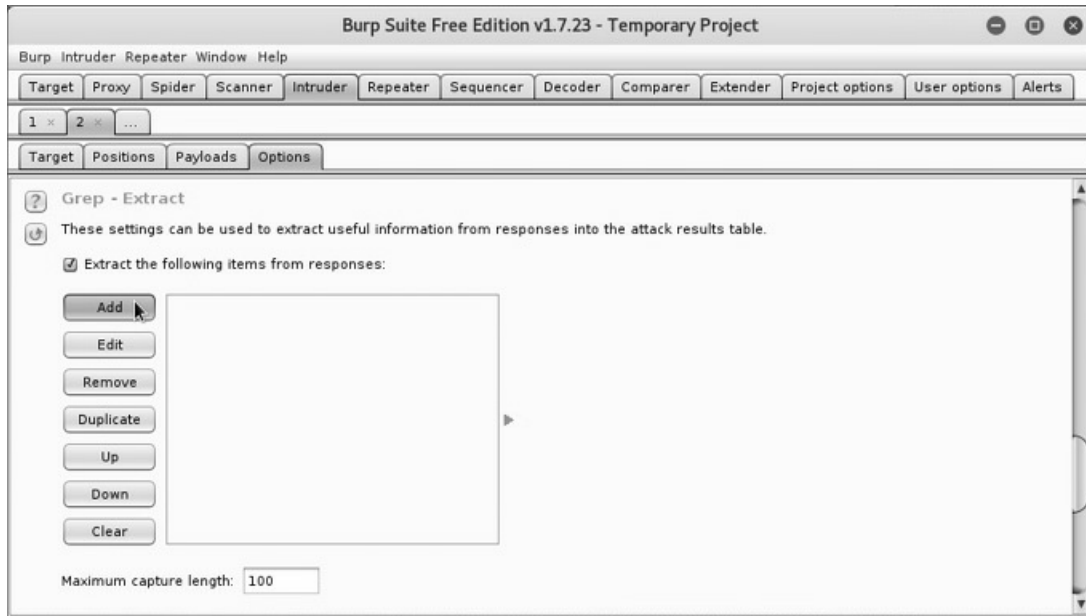 Burp Suite Free Edition v1.7.23 - Temporary Project
Burp Intruder Repeater Window Help
Target Proxy Spider Scanner Intruder Repeater Sequencer Decoder Comparer Extender Project options User options Alerts
1 × 2 × ...
Target Positions Payloads Options
? Grep - Extract
These settings can be used to extract useful information from responses into the attack results table.
Extract the following items from responses:
Add
Edit
Remove
Duplicate
Up
Down
Clear
Maximum capture length: 100